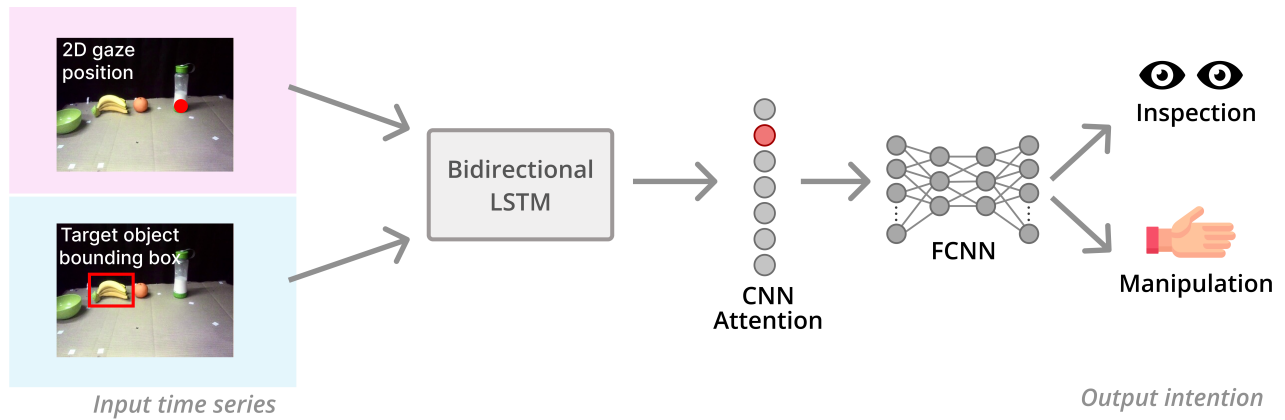 2D gaze
position
Target object
bounding box
Input time series
Bidirectional
LSTM
CNN
Attention
FCNN
Inspection
Manipulation
Output intention